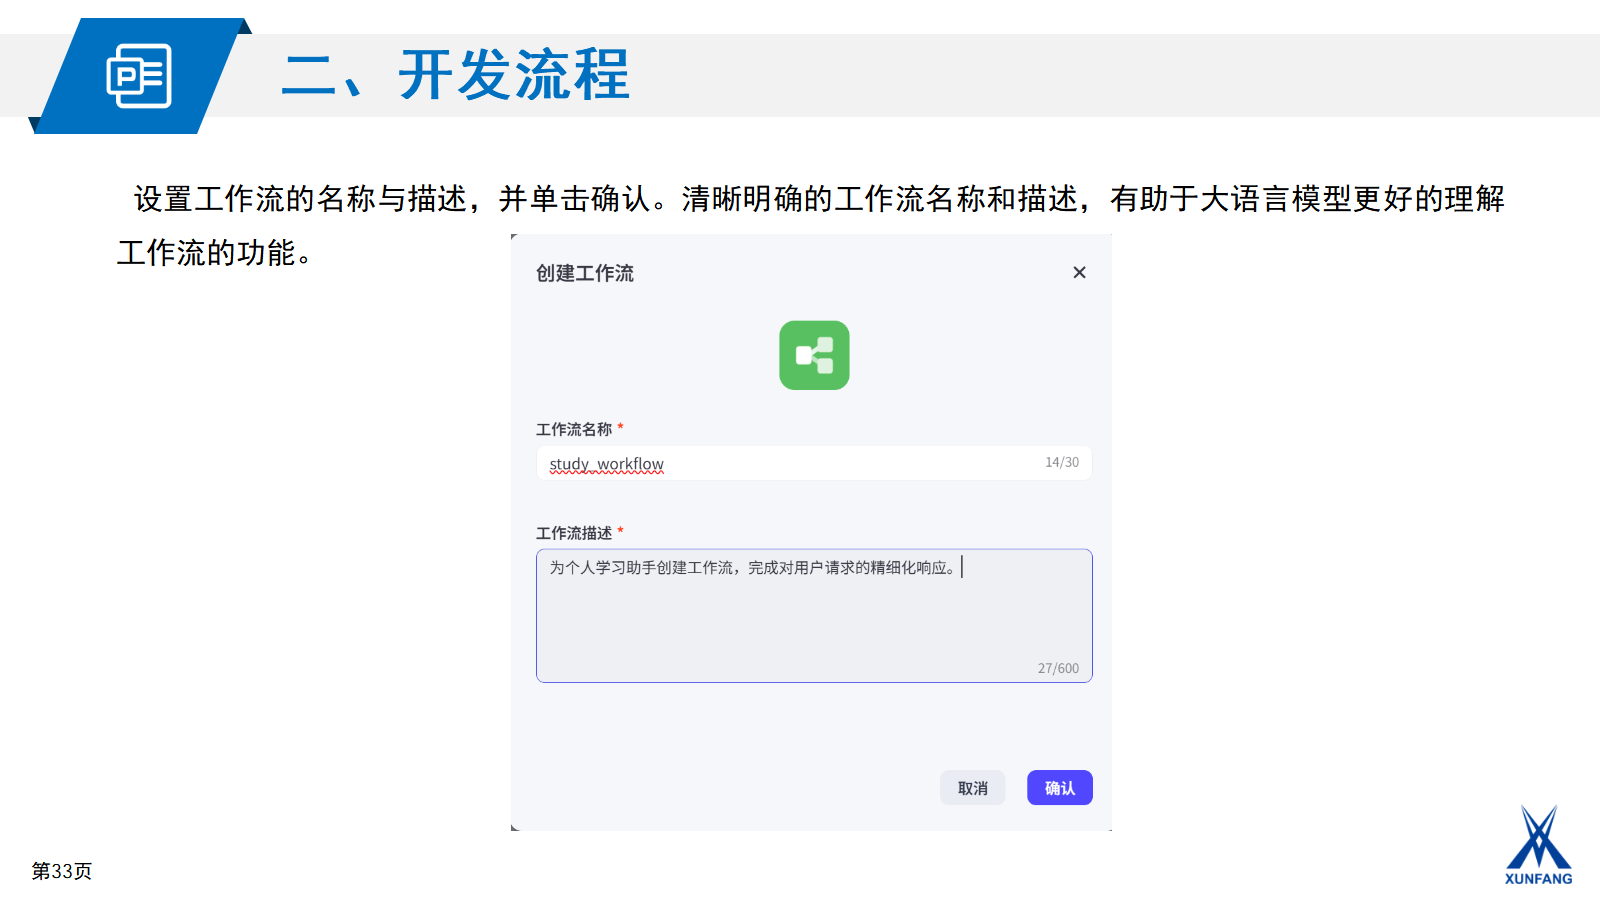 二、开发流程
设置工作流的名称与描述，并单击确认。清晰明确的工作流名称和描述，有助于大语言模型更好的理解
工作流的功能。
创建工作流
工作流名称 *
study_workflow
14/30
工作流描述 *
为个人学习助手创建工作流，完成对用户请求的精细化响应。
27/600
取消
确认
第33页
XUNFANG